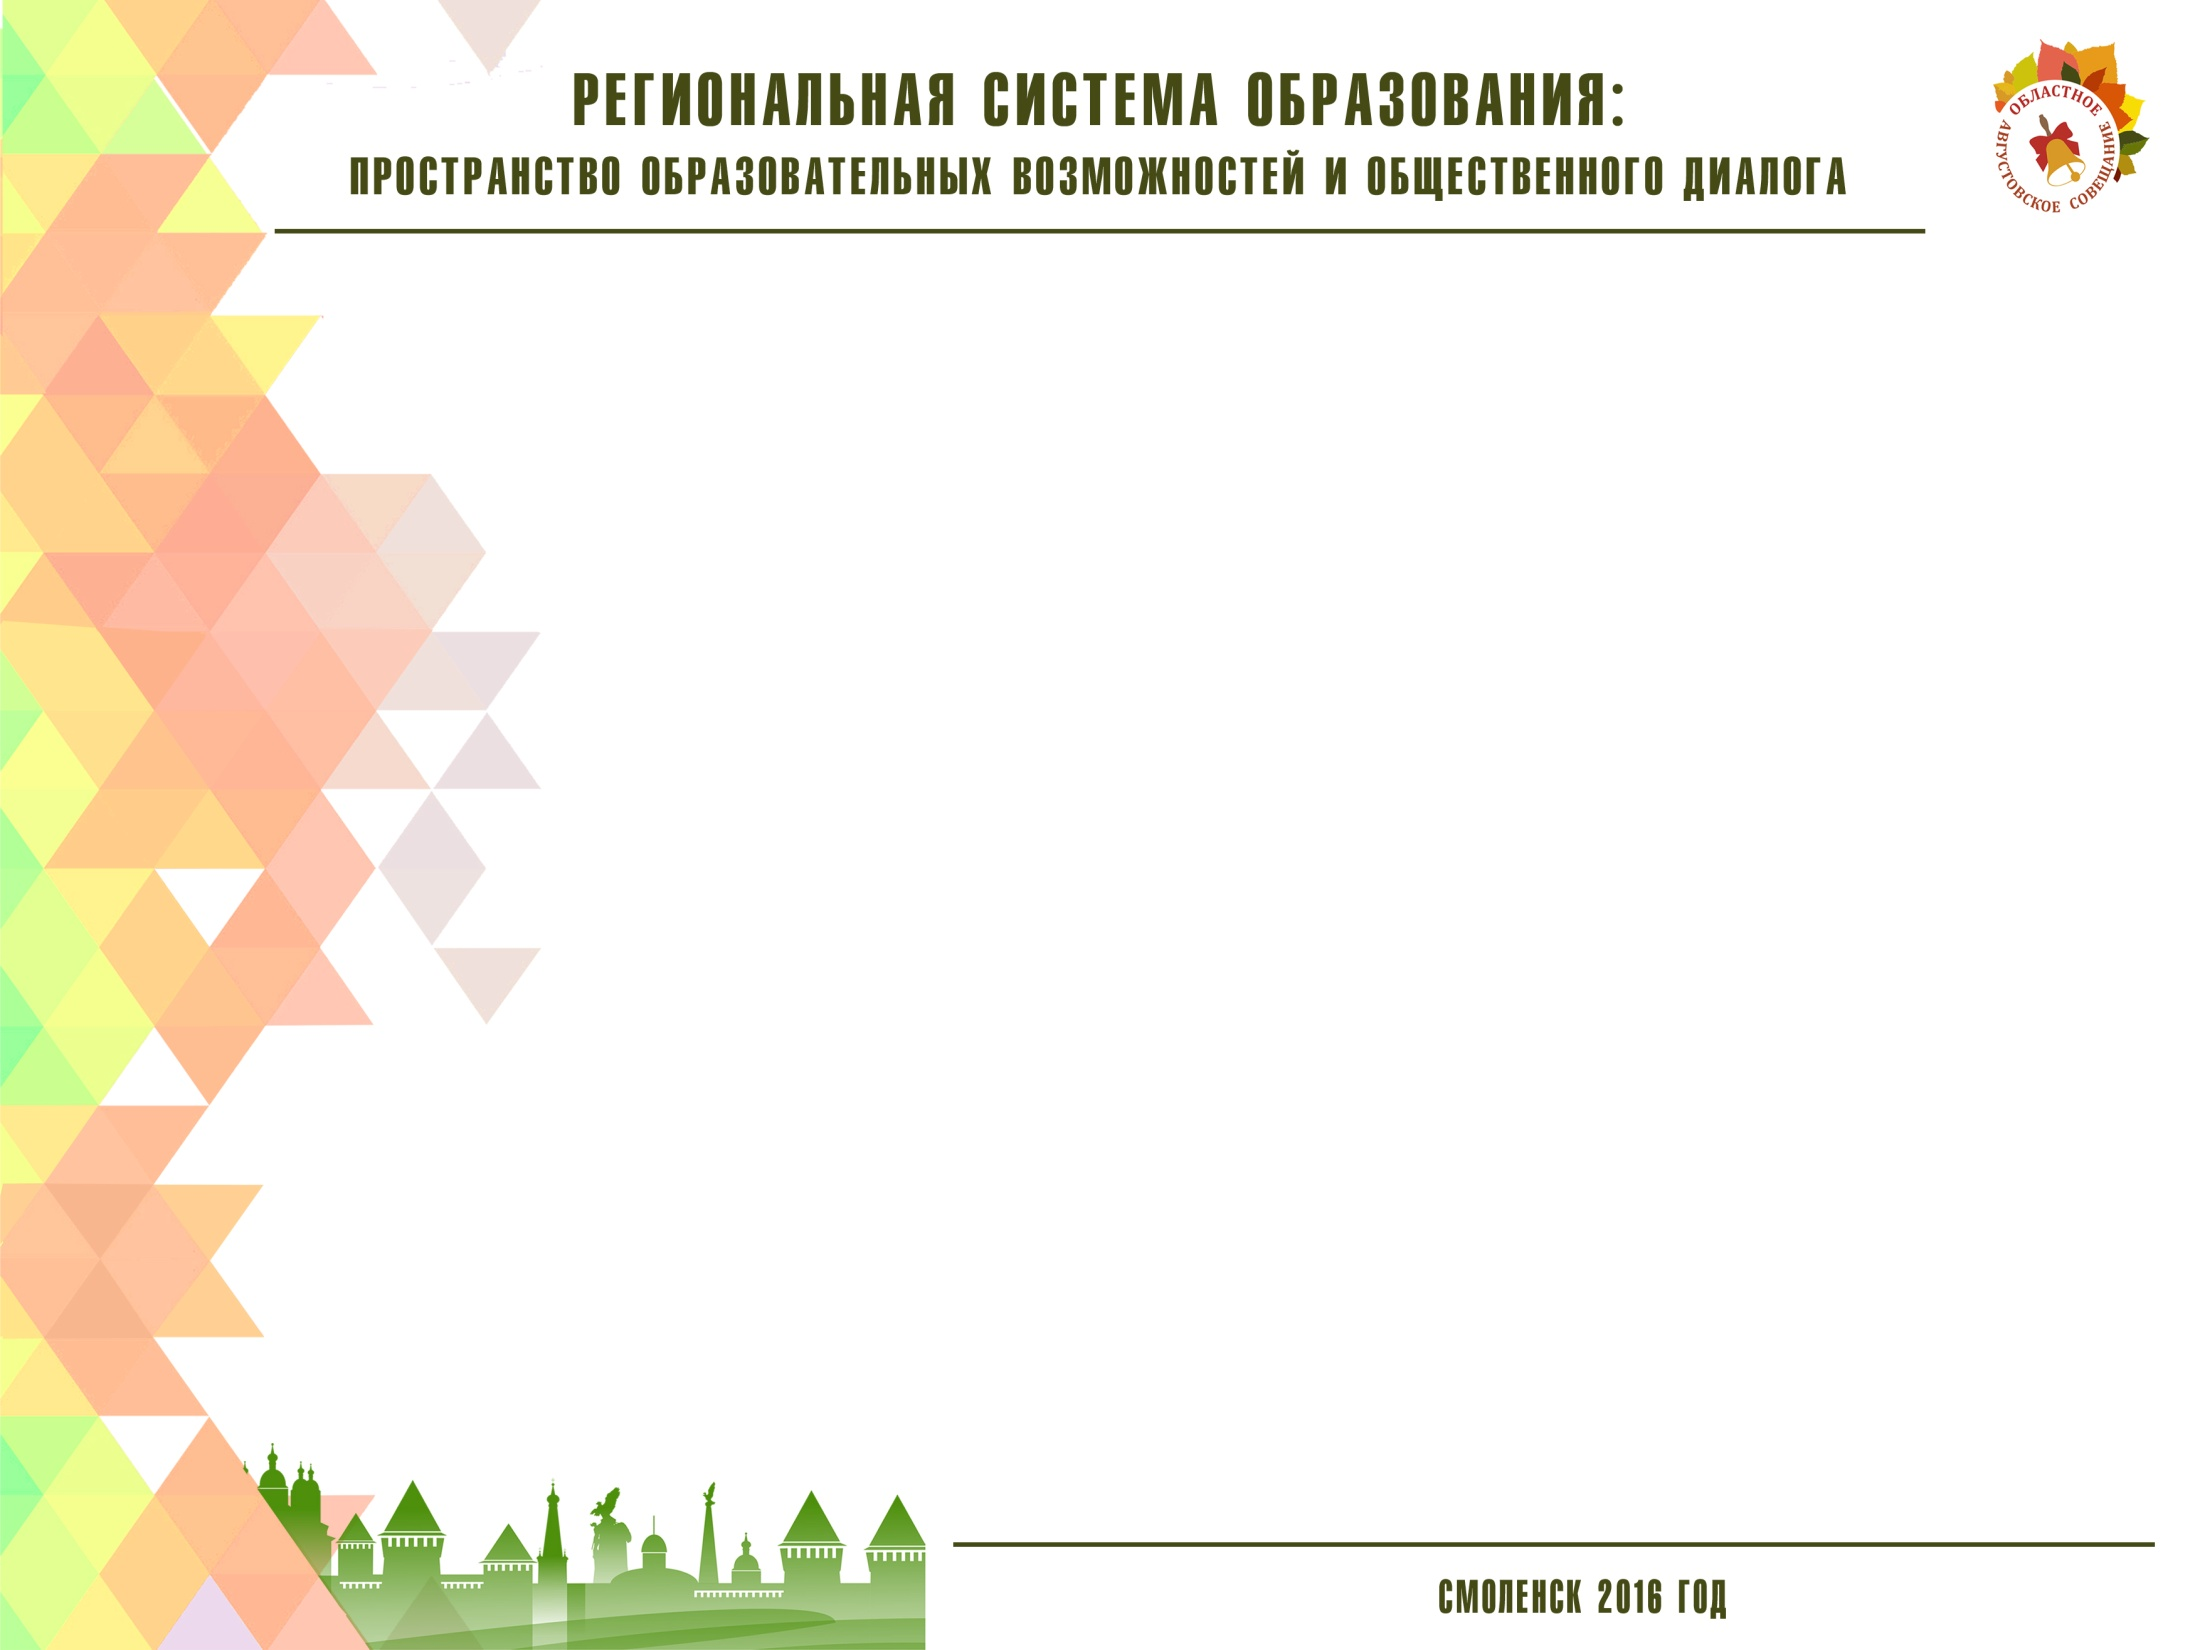 РЕГИОНАЛЬНАЯ СИСТЕМА ОБРАЗОВАНИЯ:
ПРОСТРАНСТВО ОБРАЗОВАТЕЛЬНЫХ ВОЗМОЖНОСТЕЙ И ОБЩЕСТВЕННОГО ДИАЛОГА
ОБЛАСТНОЕ
АВГУСТОВСКОЕ СОВЕЩАНИЕ
СМОЛЕНСК 2016 ГОД